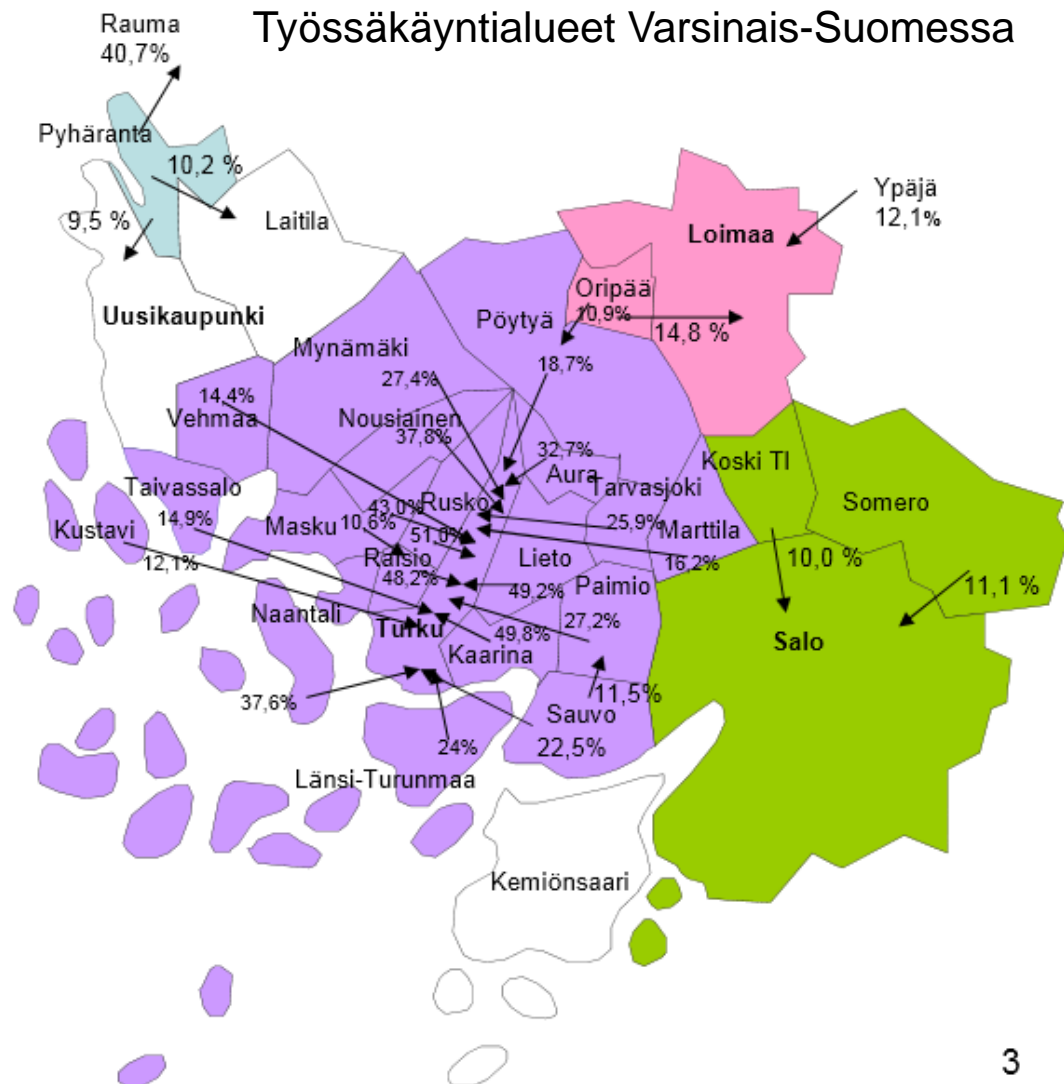 Työssäkäyntialueet Varsinais-Suomessa
Rauma
40,7%
Pyhäranta
10,2 %
9,5 %
Laitila
Ypäjä
12,1%
Loimaa
Uusikaupunki
Oripää
10,9%
14,8 %
Pöytyä
Mynämäki
27,4%
18,7%
14,4%
Vehmaa
Nousiainen
37,8%
32,7%
Aura
Koski Tl
Taivassalo
14,9%
Kustavi
12,1%
Masku
43,0%
10,6%
Rusko
51,0%
Tarvasjoki
25,9%
Marttila
16,2%
Somero
10,0 %
11,1 %
Raisio
48,2%
Lieto
49,2%
Paimio
27,2%
Naantali
Turku
49,8%
Kaarina
Salo
37,6%
11,5%
Sauvo
22,5%
24%
Länsi-Turunmaa
Kemiönsaari
3